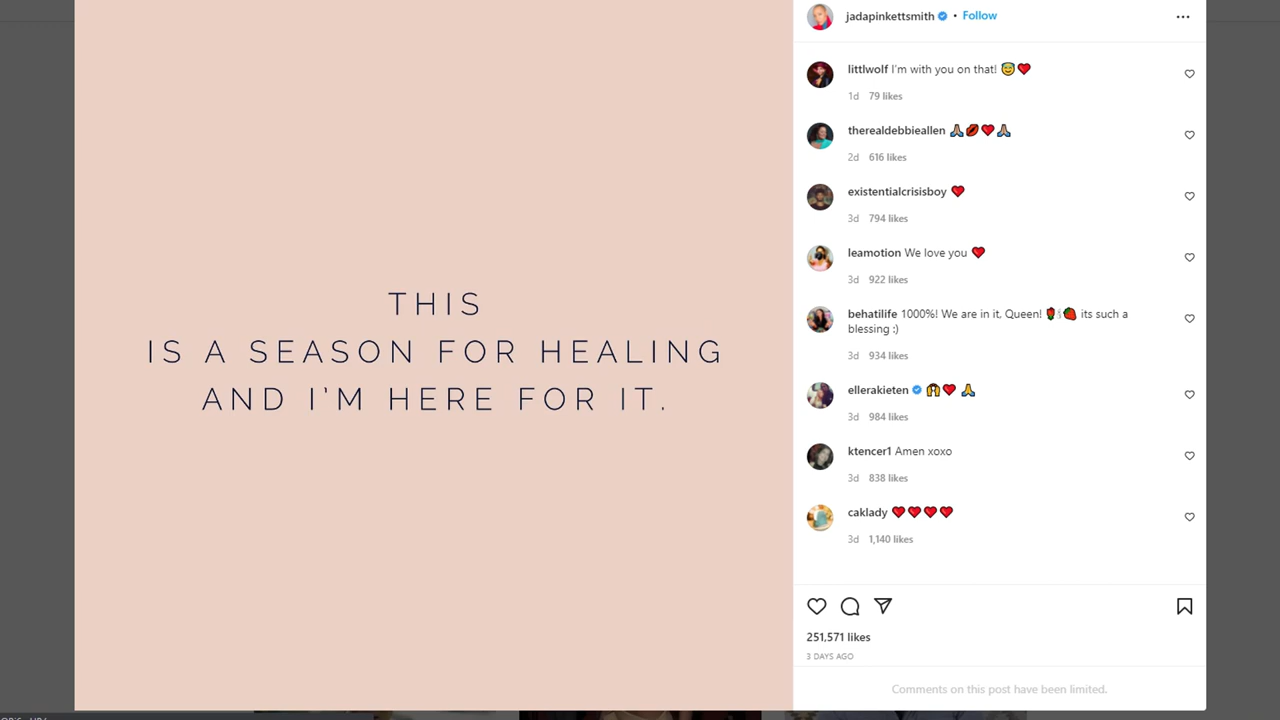 THIS
IS A SEASON FOR HEALING
AND I'M HERE FOR IT.
jadapinkettsmith • Follow
littlwolf I'm with you on that! 😇❤️
1d 79 likes
therealdebbieallen 🙏🏽💋❤️🙏🏽
2d 616 likes
existentialcrisisboy ❤️
3d 794 likes
leamotion We love you ❤️
3d 922 likes
behatilife 1000%! We are in it, Queen! 🌹🕯🍓 its such a
blessing :)
3d 934 likes
ellerakieten 🙌❤️🙏
3d 984 likes
ktencer1 Amen xoxo
3d 838 likes
caklady ❤️❤️❤️❤️
3d 1,140 likes
251,571 likes
3 DAYS AGO
Comments on this post have been limited.